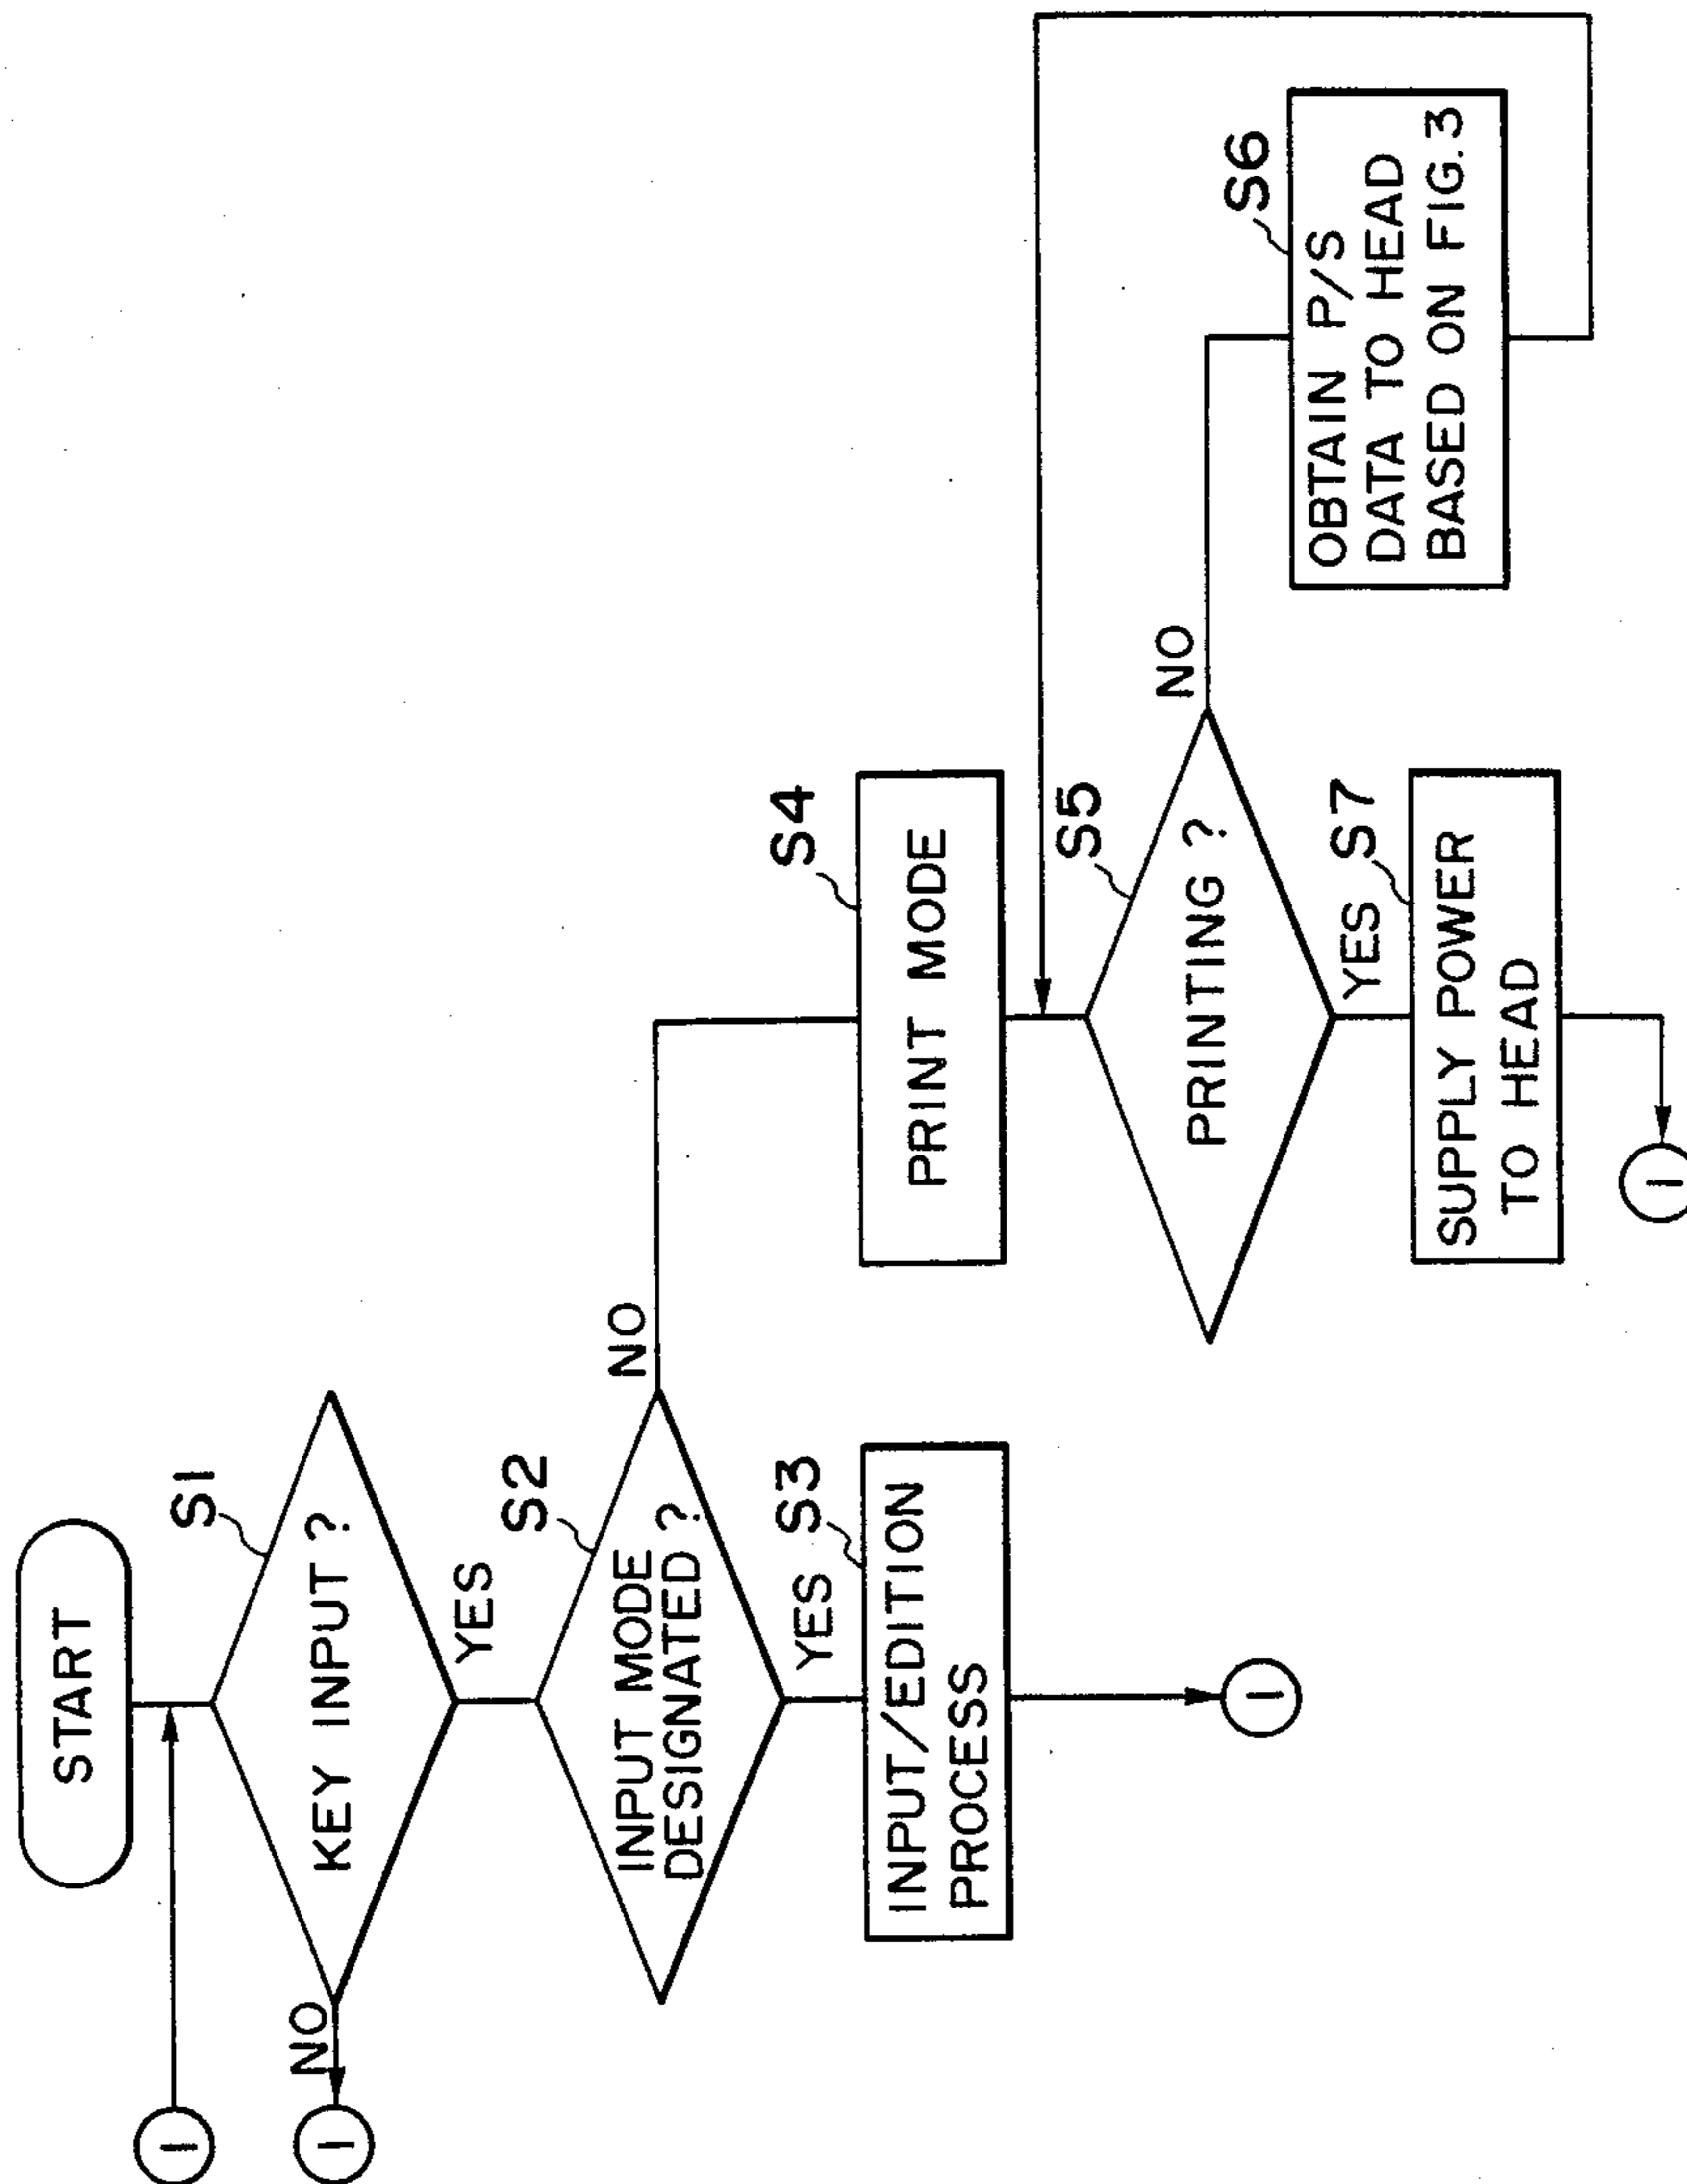 START
1
S1
KEY INPUT ?
NO
1
YES
S2
INPUT MODE
DESIGNATED ?
NO
YES
S3
INPUT/EDITION
PROCESS
1
S4
PRINT MODE
S5
PRINTING ?
NO
S6
OBTAIN P/S
DATA TO HEAD
BASED ON FIG.3
YES
S7
SUPPLY POWER
TO HEAD
1